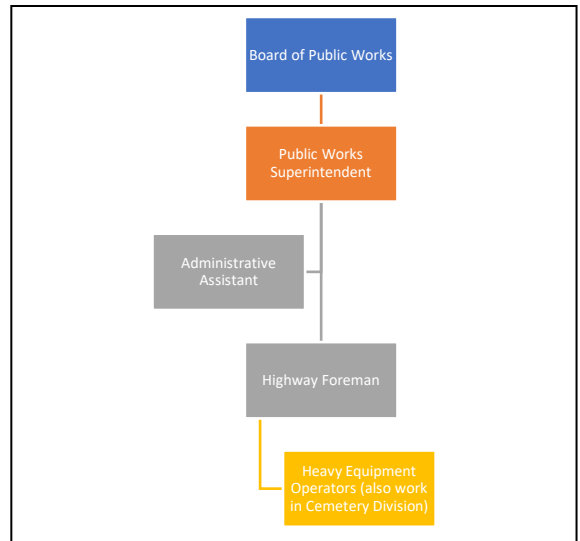 Board of Public Works
Public Works
Superintendent
Administrative
Assistant
Highway Foreman
Heavy Equipment
Operators (also work
in Cemetery Division)